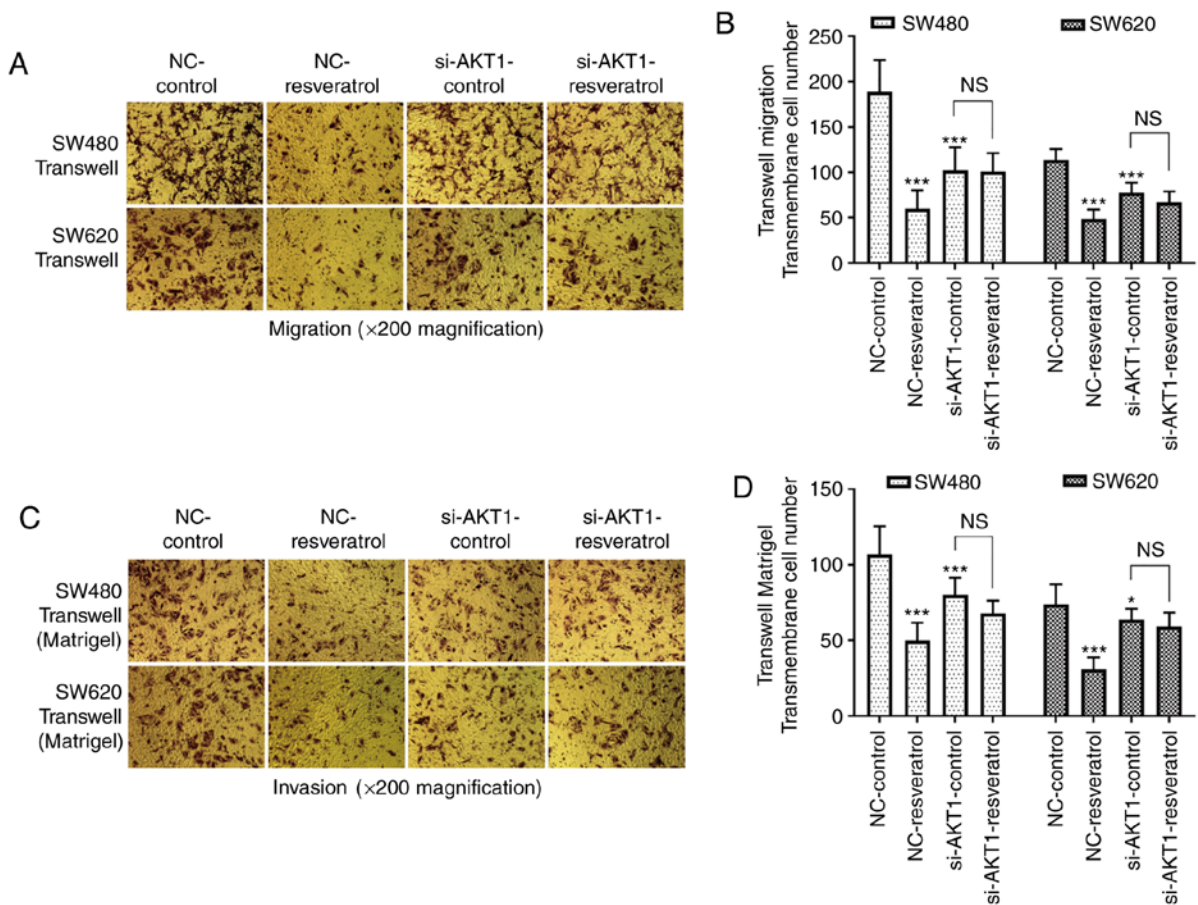 A
NC-
control
NC-
resveratrol
si-AKT1-
control
si-AKT1-
resveratrol
SW480
Transwell
SW620
Transwell
Migration (×200 magnification)
B
SW480
SW620
Transwell migration
Transmembrane cell number
250
200
150
100
50
0
***
***
NS
***
***
NS
NC-control
NC-resveratrol
si-AKT1-control
si-AKT1-resveratrol
NC-control
NC-resveratrol
si-AKT1-control
si-AKT1-resveratrol
C
NC-
control
NC-
resveratrol
si-AKT1-
control
si-AKT1-
resveratrol
SW480
Transwell
(Matrigel)
SW620
Transwell
(Matrigel)
Invasion (×200 magnification)
D
SW480
SW620
Transwell Matrigel
Transmembrane cell number
150
100
50
0
***
***
NS
***
*
NS
NC-control
NC-resveratrol
si-AKT1-control
si-AKT1-resveratrol
NC-control
NC-resveratrol
si-AKT1-control
si-AKT1-resveratrol